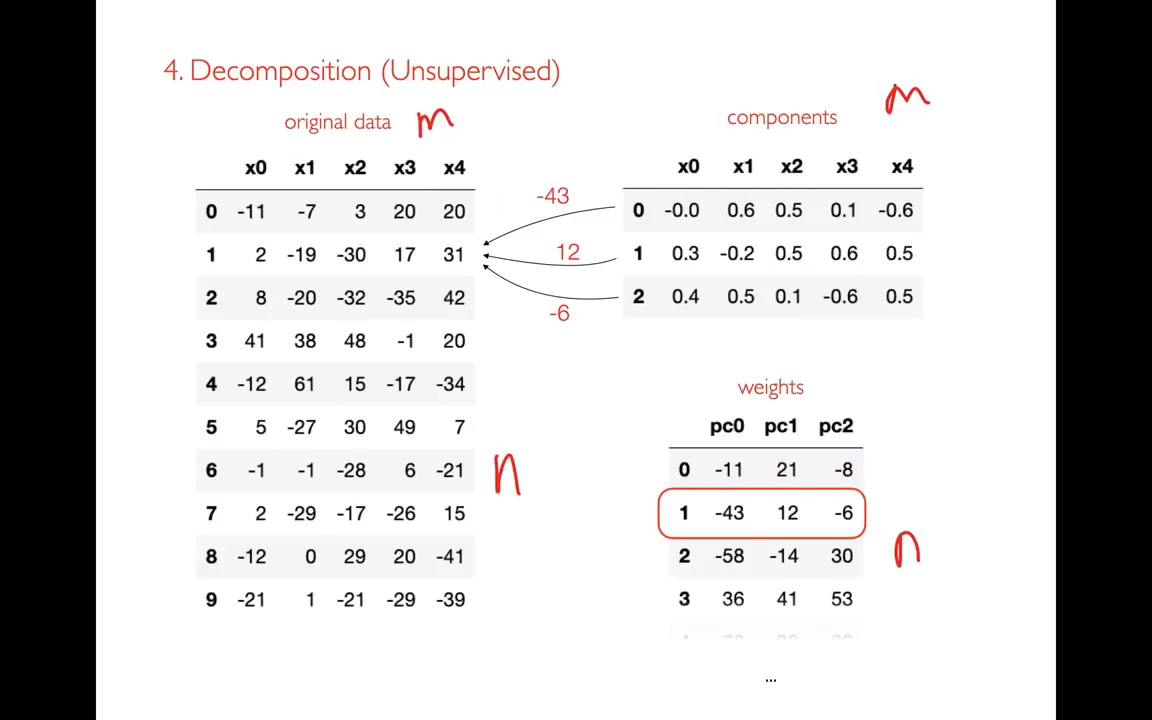 4. Decomposition (Unsupervised)
original data m
x0 x1 x2 x3 x4
0 -11 -7 3 20 20
1 2 -19 -30 17 31
2 8 -20 -32 -35 42
3 41 38 48 -1 20
4 -12 61 15 -17 -34
5 5 -27 30 49 7
6 -1 -1 -28 6 -21
7 2 -29 -17 -26 15
8 -12 0 29 20 -41
9 -21 1 -21 -29 -39
n
-43
12
-6
m
components
x0 x1 x2 x3 x4
0 -0.0 0.6 0.5 0.1 -0.6
1 0.3 -0.2 0.5 0.6 0.5
2 0.4 0.5 0.1 -0.6 0.5
weights
pc0 pc1 pc2
0 -11 21 -8
1 -43 12 -6
2 -58 -14 30
3 36 41 53
n
...